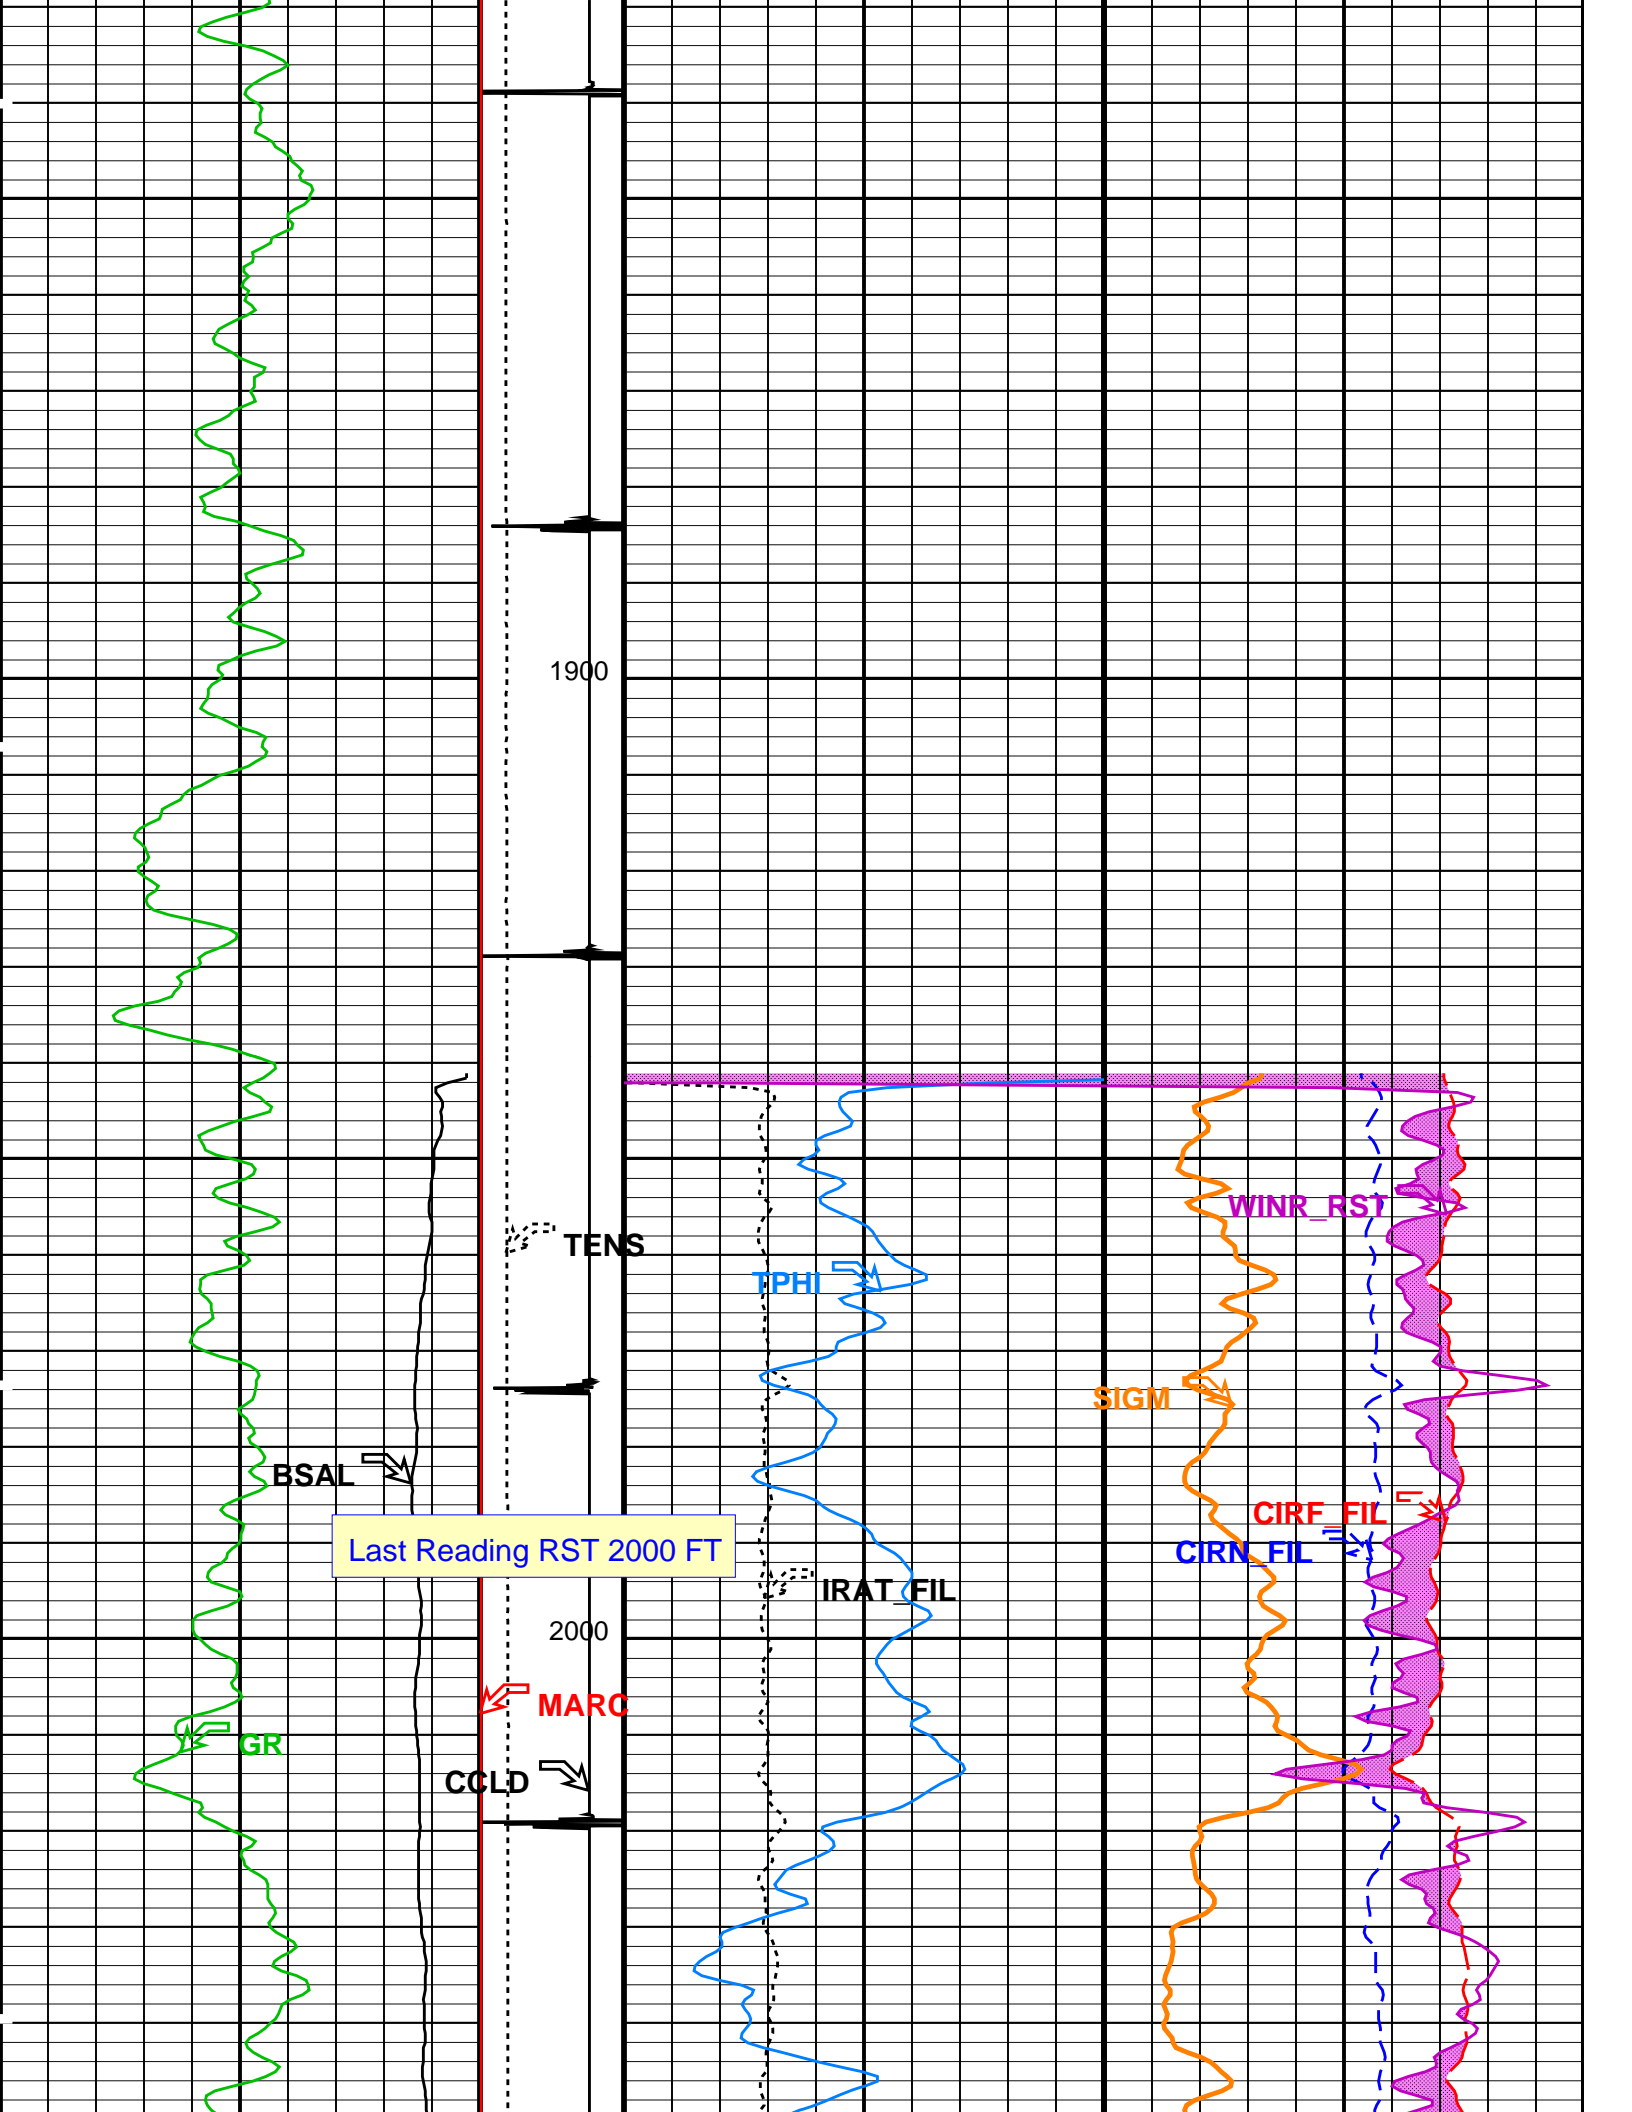 1900
WINR_RST
TENS
TPHI
SIGM
BSAL
CIRF_FIL
Last Reading RST 2000 FT
CIRN_FIL
IRAT_FIL
2000
MARC
GR
CCLD